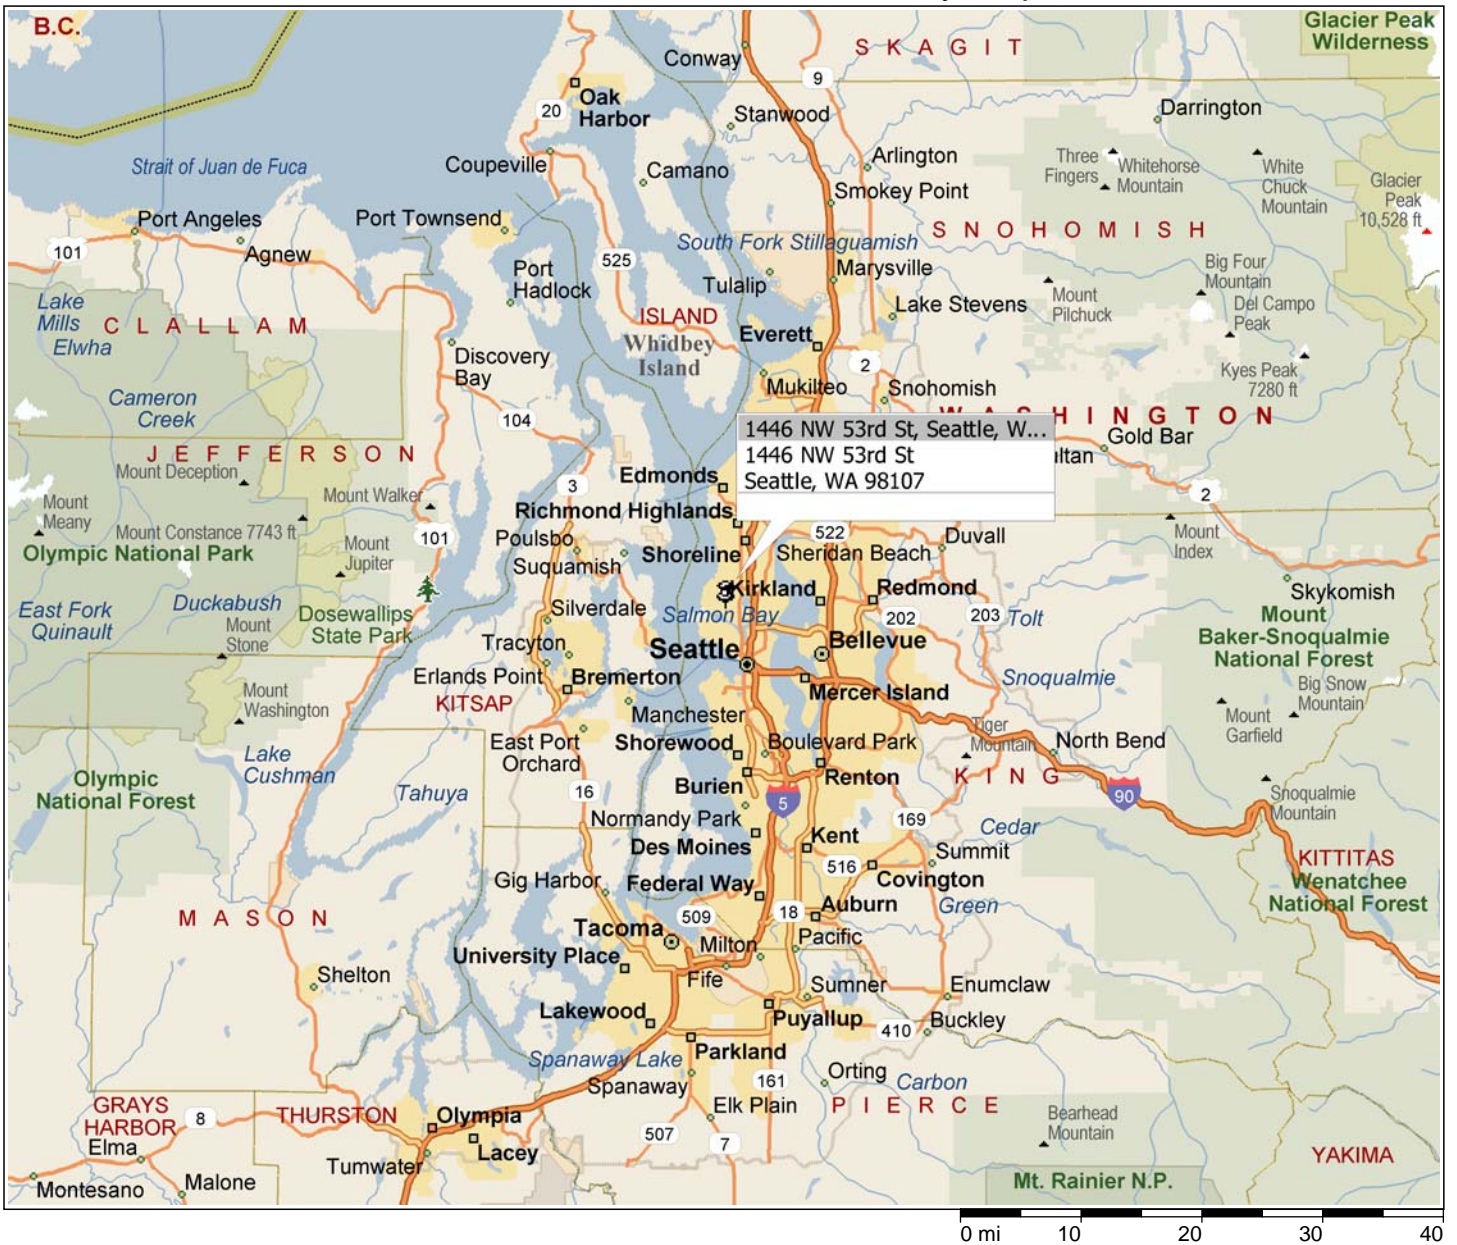 B.C.
Glacier Peak
Wilderness
S K A G I T
Conway
9
Oak
Harbor
20
Stanwood
Darrington
Strait of Juan de Fuca
Coupeville
Camano
Arlington
Three
Fingers
Whitehorse
Mountain
White
Chuck
Mountain
Glacier
Peak
10,528 ft
Smokey Point
Port Angeles
Port Townsend
101
Agnew
S N O H O M I S H
South Fork Stillaguamish
525
Port
Hadlock
Tulalip
Marysville
Big Four
Mountain
Mount
Pilchuck
Del Campo
Peak
Lake
Mills
Elwha
C L A L L A M
ISLAND
Whidbey
Island
Lake Stevens
Everett
Discovery
Bay
2
Kyes Peak
7280 ft
Mukilteo
Snohomish
Cameron
Creek
104
W A S H I N G T O N
1446 NW 53rd St, Seattle, W...
1446 NW 53rd St
Seattle, WA 98107
ltan
Gold Bar
J E F F E R S O N
Mount Deception
Edmonds
3
2
Mount
Meany
Mount Walker
Richmond Highlands
Mount Constance 7743 ft
101
Olympic National Park
Mount
Jupiter
Poulsbo
Suquamish
Shoreline
522
Sheridan Beach
Duvall
Mount
Index
Kirkland
Redmond
Skykomish
East Fork
Quinault
Duckabush
Dosewallips
State Park
Silverdale
Salmon Bay
202
203
Tolt
Mount
Baker-Snoqualmie
National Forest
Mount
Stone
Tracyton
Seattle
Bellevue
Erlands Point
Bremerton
Snoqualmie
Mercer Island
Big Snow
Mountain
Mount
Washington
KITSAP
Manchester
Mount
Garfield
Tiger
Mountain
East Port
Orchard
Shorewood
Boulevard Park
North Bend
Lake
Cushman
Olympic
National Forest
Tahuya
16
Burien
Renton
K I N G
5
90
Snoqualmie
Mountain
Normandy Park
169
Cedar
Des Moines
Kent
516
Summit
KITTITAS
Wenatchee
National Forest
Gig Harbor
Federal Way
Covington
M A S O N
509
18
Auburn
Green
Tacoma
Milton
Pacific
University Place
Fife
Shelton
Sumner
Enumclaw
Lakewood
Puyallup
410
Buckley
Spanaway Lake
Parkland
Spanaway
161
Orting
Carbon
GRAYS
HARBOR
8
THURSTON
Olympia
Elk Plain
P I E R C E
Bearhead
Mountain
Elma
507
7
Lacey
Tumwater
YAKIMA
Montesano
Malone
Mt. Rainier N.P.
0 mi 10 20 30 40